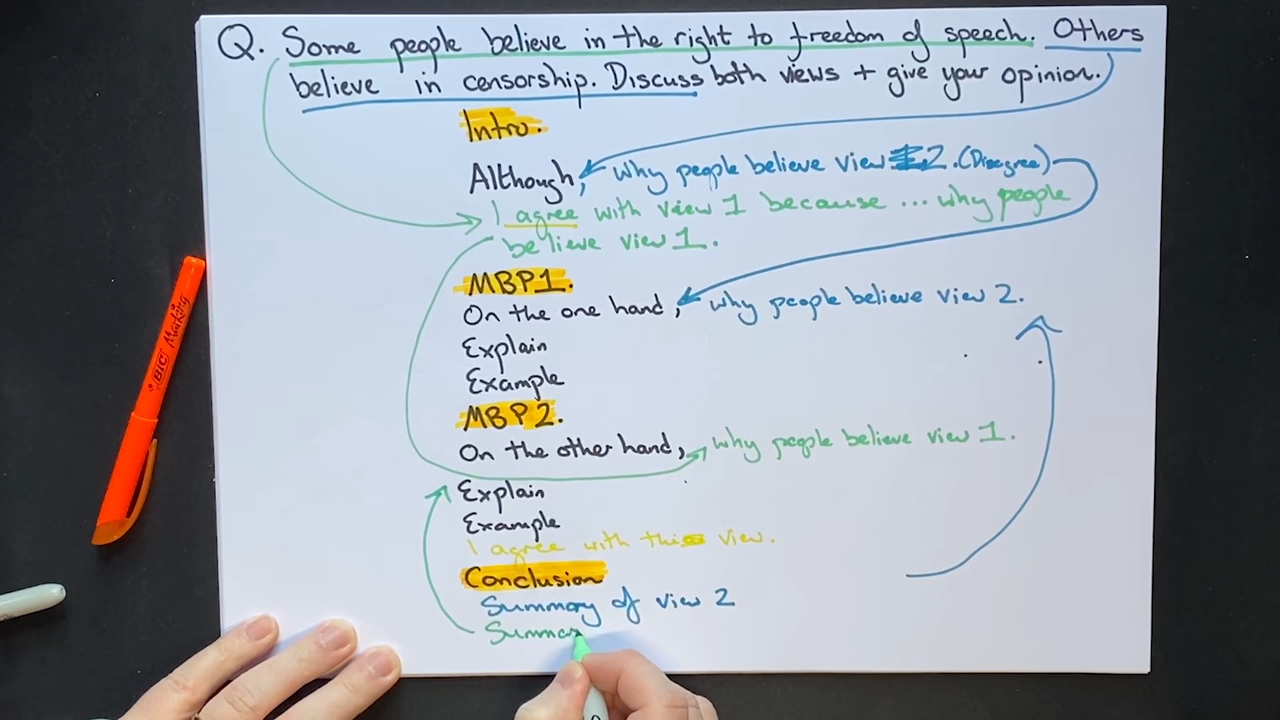 Q. Some people believe in the right to freedom of speech. Others
believe in censorship. Discuss both views + give your opinion.
Intro.
Although, why people believe view 2. (Disagree)
I agree with view 1 because ... why people
believe view 1.
MBP1.
On the one hand, why people believe view 2.
Explain
Example
MBP2.
On the other hand, why people believe view 1.
Explain
Example
I agree with this view.
Conclusion
Summary of view 2
Summar
BIC Marking